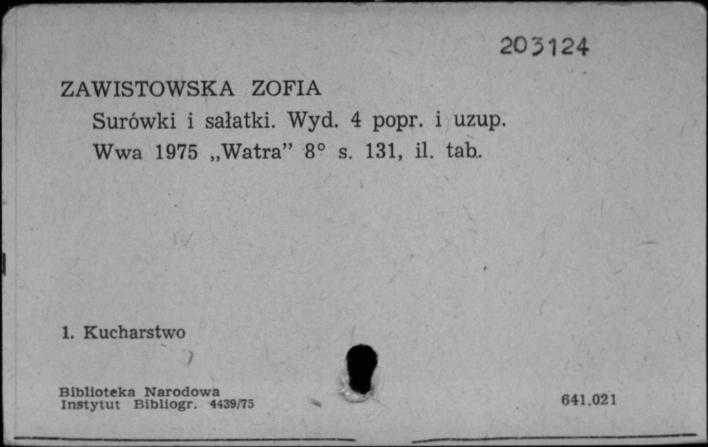 203124
ZAWISTOWSKA ZOFIA
Surówki i sałatki. Wyd. 4 popr. i uzup.
Wwa 1975 „Watra” 8° s. 131, il. tab.
1. Kucharstwo
Biblioteka Narodowa
Instytut Bibliogr. 4439/75
641.021